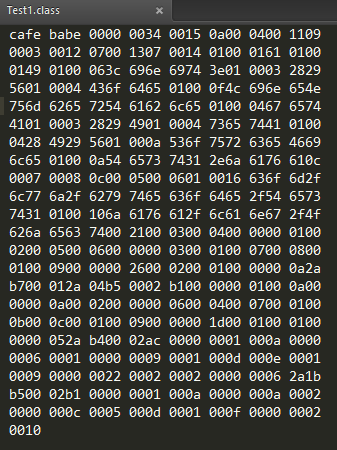 Test1.class ×
cafe babe 0000 0034 0015 0a00 0400 1109
0003 0012 0700 1307 0014 0100 0161 0100
0149 0100 063c 696e 6974 3e01 0003 2829
5601 0004 436f 6465 0100 0f4c 696e 654e
756d 6265 7254 6162 6c65 0100 0467 6574
4101 0003 2829 4901 0004 7365 7441 0100
0428 4929 5601 000a 536f 7572 6365 4669
6c65 0100 0a54 6573 7431 2e6a 6176 610c
0007 0008 0c00 0500 0601 0016 636f 6d2f
6c77 6a2f 6279 7465 636f 6465 2f54 6573
7431 0100 106a 6176 612f 6c61 6e67 2f4f
626a 6563 7400 2100 0300 0400 0000 0100
0200 0500 0600 0000 0300 0100 0700 0800
0100 0900 0000 2600 0200 0100 0000 0a2a
b700 012a 04b5 0002 b100 0000 0100 0a00
0000 0a00 0200 0000 0600 0400 0700 0100
0b00 0c00 0100 0900 0000 1d00 0100 0100
0000 052a b400 02ac 0000 0001 000a 0000
0006 0001 0000 0009 0001 000d 000e 0001
0009 0000 0022 0002 0002 0000 0006 2a1b
b500 02b1 0000 0001 000a 0000 000a 0002
0000 000c 0005 000d 0001 000f 0000 0002
0010